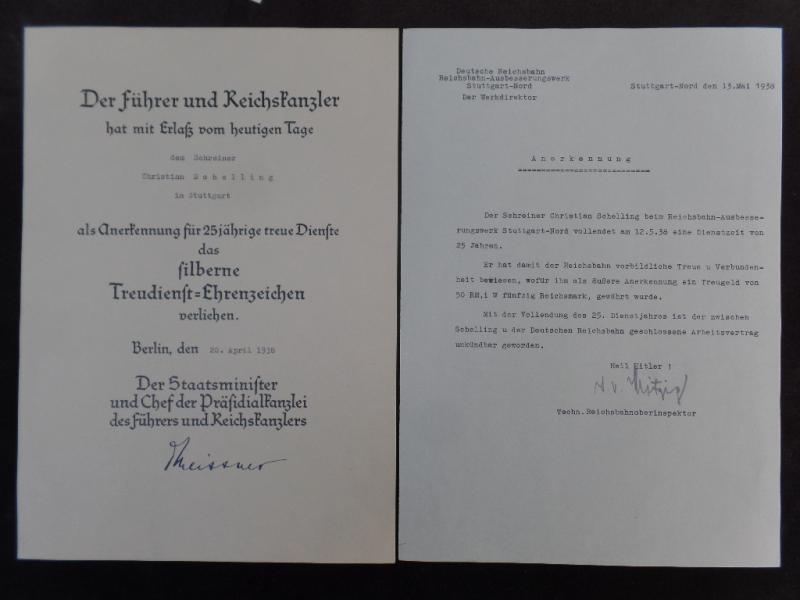 Der Führer und Reichskanzler
hat mit Erlaß vom heutigen Tage
dem Schreiner
Christian S c h e l l i n g
in Stuttgart
als Anerkennung für 25jährige treue Dienste
das
silberne
Treudienst=Ehrenzeichen
verliehen.
Berlin, den 20. April 1938
Der Staatsminister
und Chef der Präsidialkanzlei
des Führers und Reichskanzlers
Meissner
Deutsche Reichsbahn
Reichsbahn-Ausbesserungswerk
Stuttgart-Nord
Der Werkdirektor
Stuttgart-Nord den 13.Mai 1938
A n e r k e n n u n g
Der Schreiner Christian Schelling beim Reichsbahn-Ausbesse-
rungswerk Stuttgart-Nord vollendet am 12.5.38 eine Dienstzeit von
25 Jahren.
Er hat damit der Reichsbahn vorbildliche Treue u Verbunden-
heit bewiesen, wofür ihm als äußere Anerkennung ein Treugeld von
50 RM,i W fünfzig Reichsmark, gewährt wurde.
Mit der Vollendung des 25. Dienstjahres ist der zwischen
Schelling u der Deutschen Reichsbahn geschlossene Arbeitsvertrag
unkündbar geworden.
Heil Hitler !
Techn.Reichsbahnoberinspektor